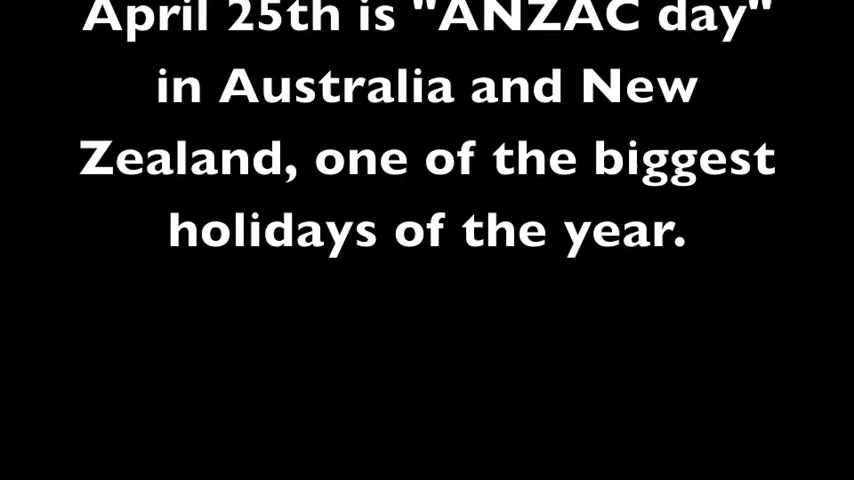 April 25th is "ANZAC day"
in Australia and New
Zealand, one of the biggest
holidays of the year.